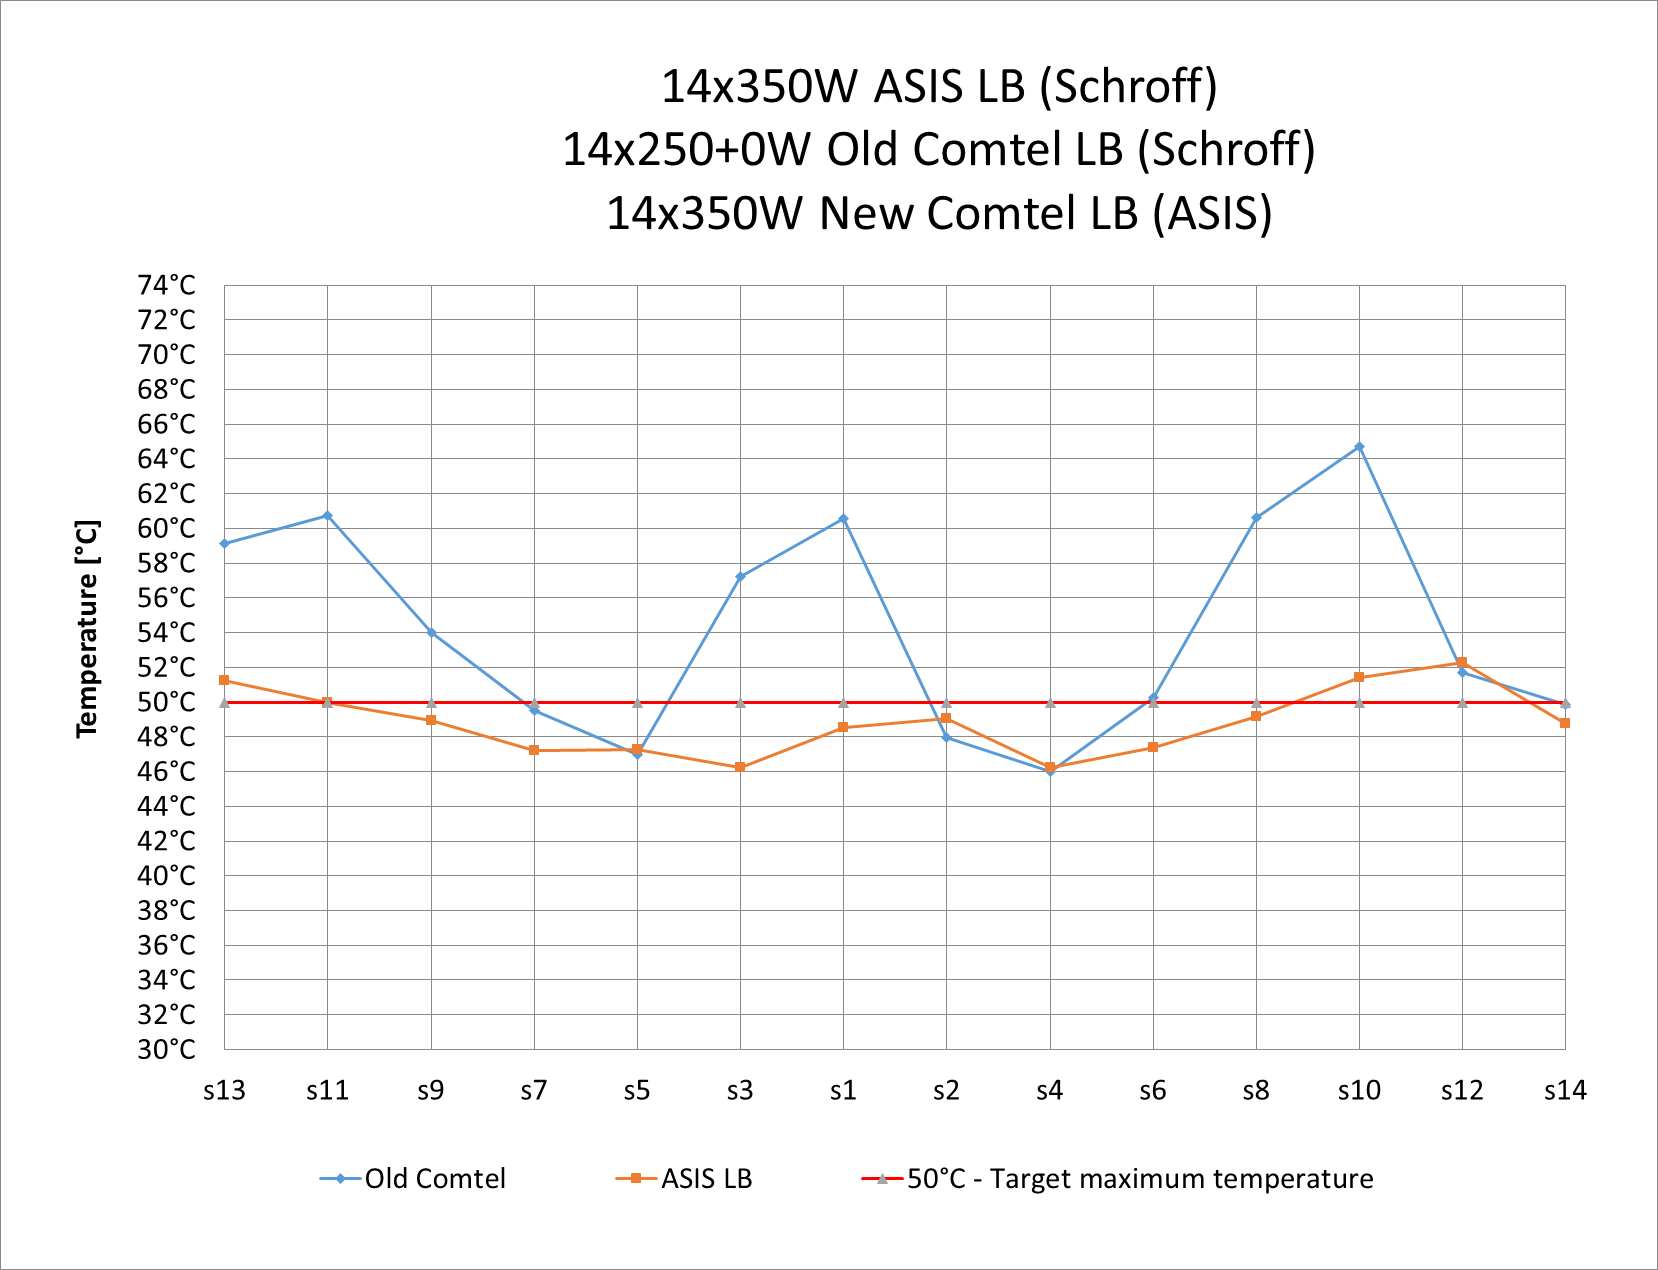 14x350W ASIS LB (Schroff)
14x250+0W Old Comtel LB (Schroff)
14x350W New Comtel LB (ASIS)
74°C
72°C
70°C
68°C
66°C
64°C
62°C
60°C
58°C
56°C
54°C
52°C
50°C
48°C
46°C
44°C
42°C
40°C
38°C
36°C
34°C
32°C
30°C
Temperature [°C]
s13 s11 s9 s7 s5 s3 s1 s2 s4 s6 s8 s10 s12 s14
Old Comtel ASIS LB 50°C - Target maximum temperature